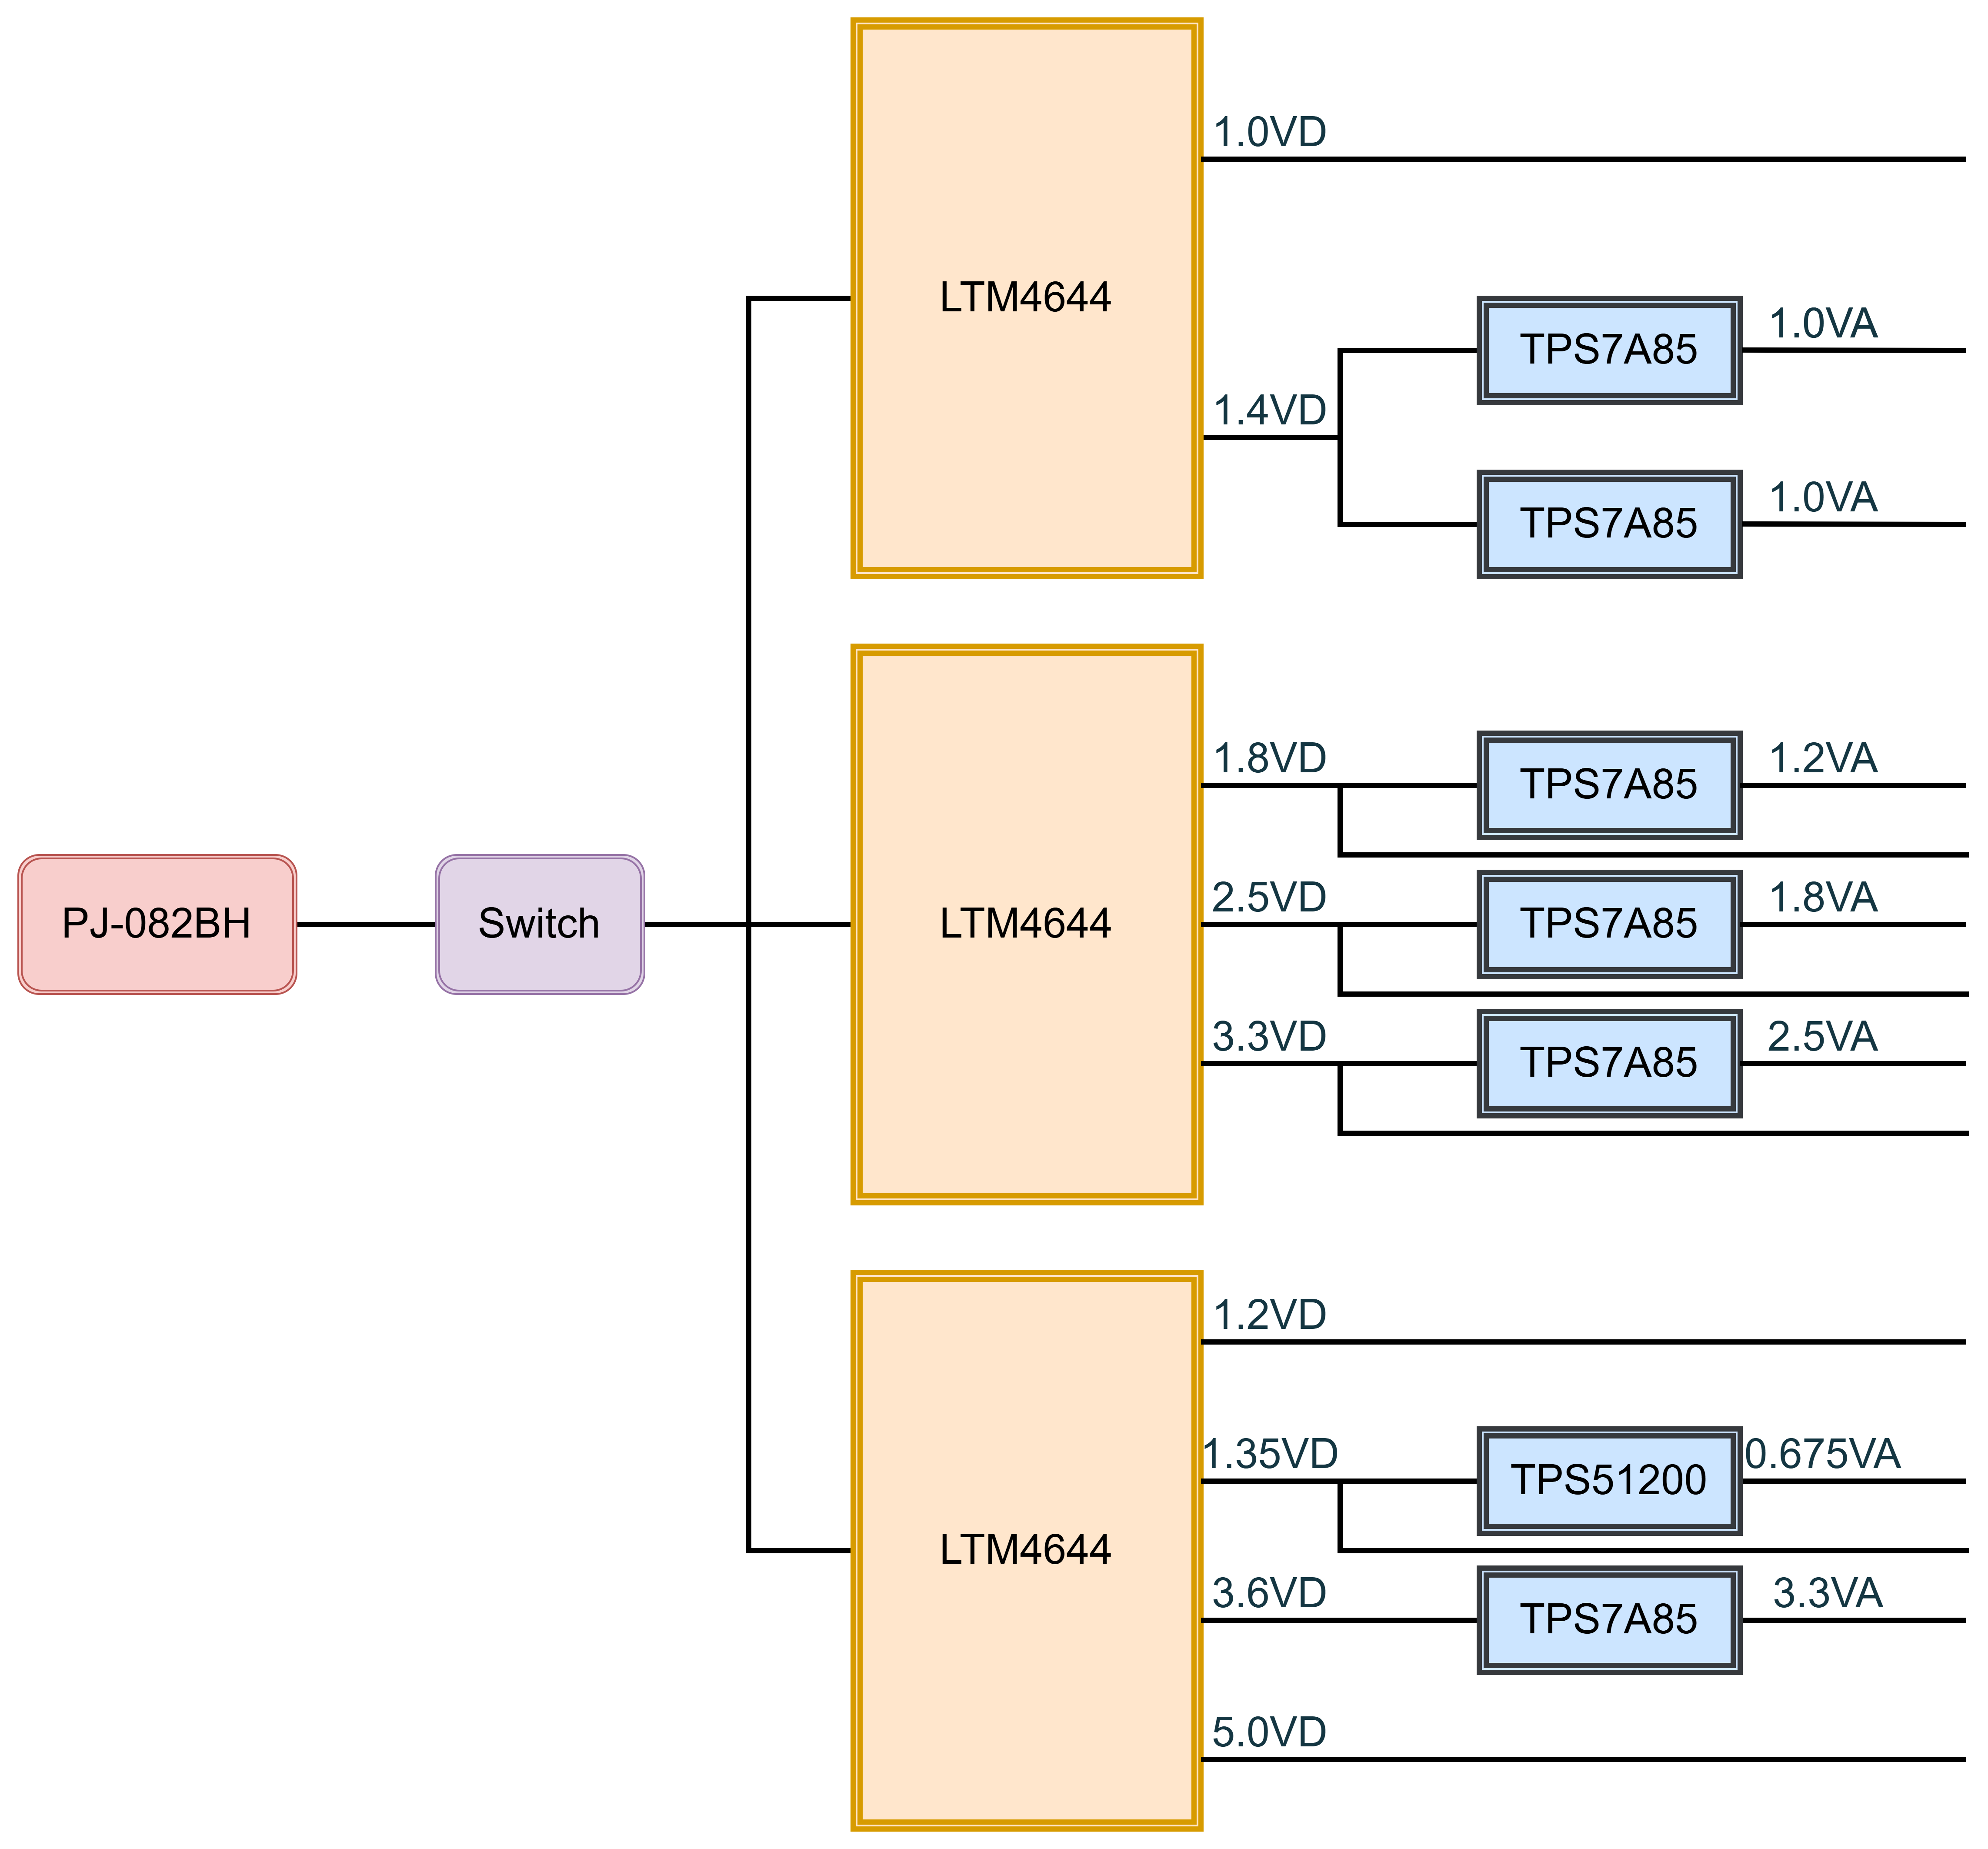 1.0VD
LTM4644
1.4VD
TPS7A85
1.0VA
TPS7A85
1.0VA
PJ-082BH
Switch
LTM4644
1.8VD
TPS7A85
1.2VA
2.5VD
TPS7A85
1.8VA
3.3VD
TPS7A85
2.5VA
LTM4644
1.2VD
1.35VD
TPS51200
0.675VA
3.6VD
TPS7A85
3.3VA
5.0VD